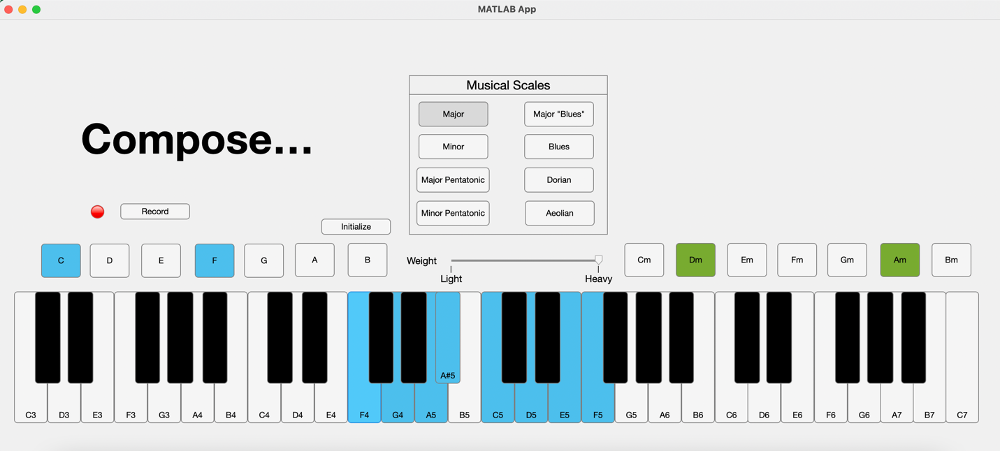 MATLAB App
Musical Scales
Major
Major "Blues"
Compose...
Minor
Blues
Major Pentatonic
Dorian
Record
Minor Pentatonic
Aeolian
Initialize
C D E F G A B
Weight
Light Heavy
Cm Dm Em Fm Gm Am Bm
A#5
C3 D3 E3 F3 G3 A4 B4 C4 D4 E4 F4 G4 A5 B5 C5 D5 E5 F5 G5 A6 B6 C6 D6 E6 F6 G6 A7 B7 C7